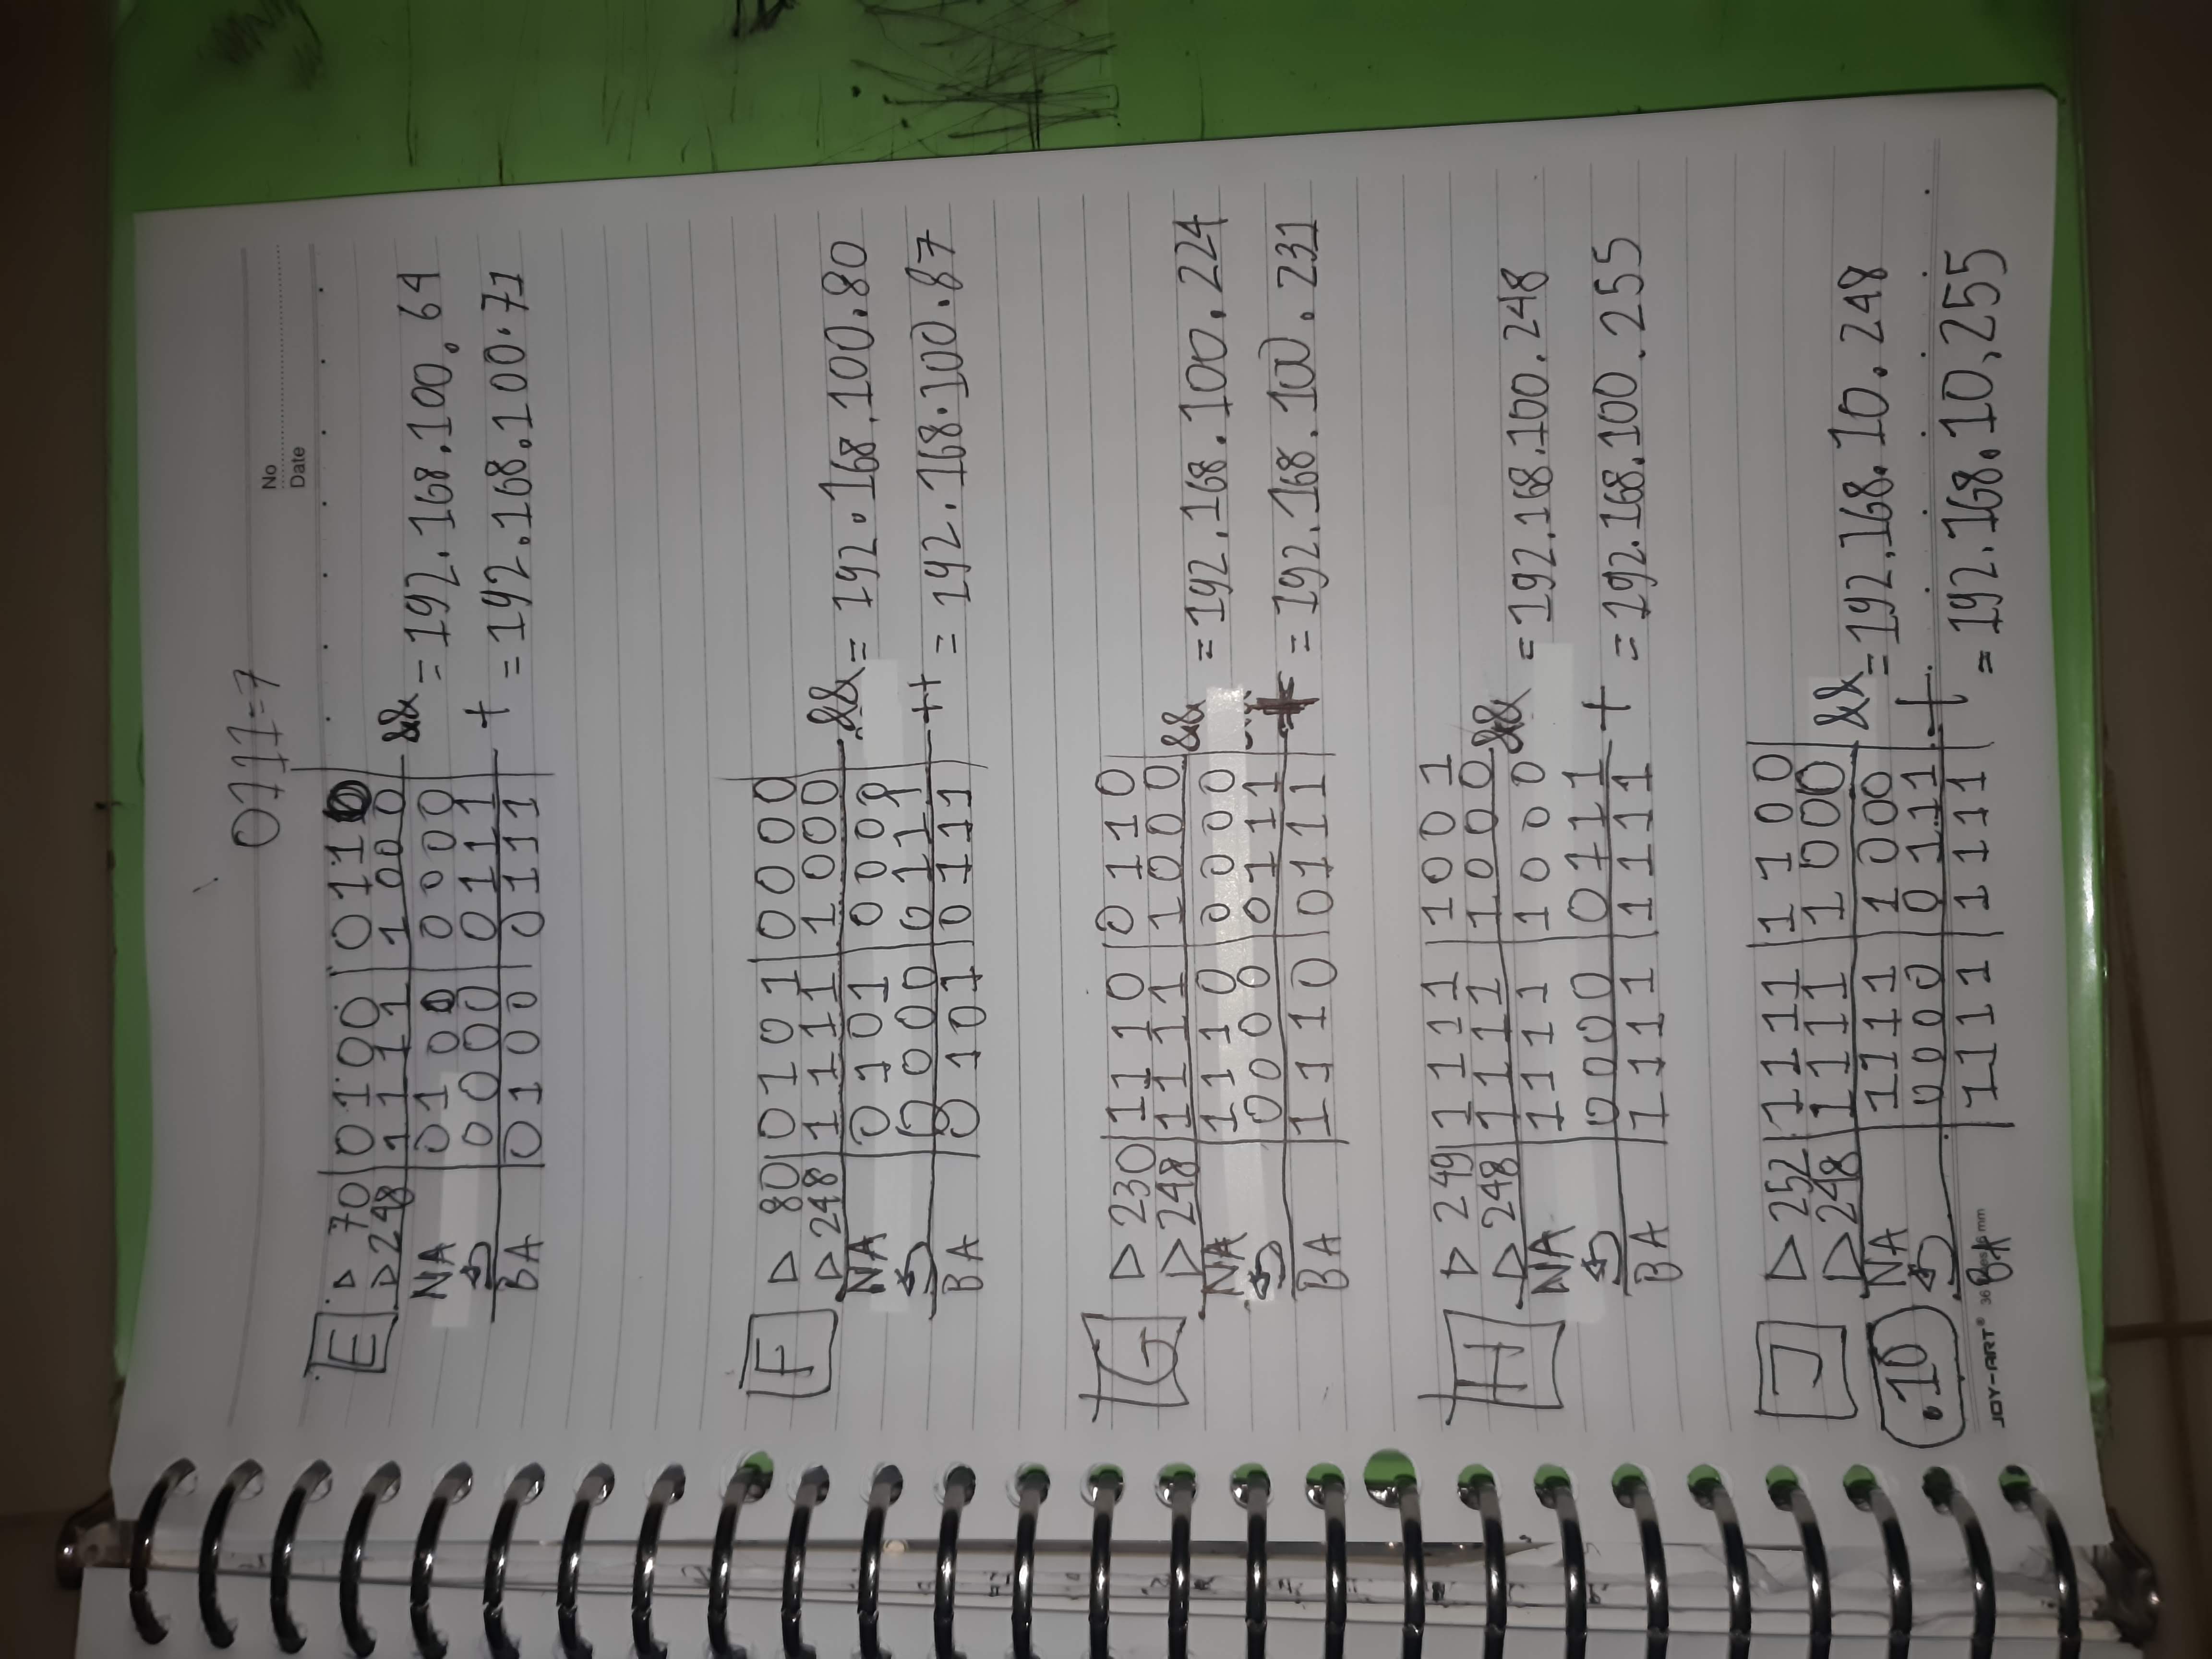 0111=7
No
Date
E ▷ 70 0100 0110
▷ 248 1111 1000 &&
NA 0100 0000 = 192.168.100.64
0000 0111 +
BA 0100 0111 = 192.168.100.71
F ▷ 80 0101 0000
▷ 248 1111 1000 &&
NA 0101 0000 = 192.168.100.80
0000 0111 ++
BA 0101 0111 = 192.168.100.87
G ▷ 230 1110 0110
▷ 248 1111 1000 &&
NA 1110 0000 = 192.168.100.224
0000 0111 +
BA 1110 0111 = 192.168.100.231
H ▷ 249 1111 1001
▷ 248 1111 1000 &&
NA 1111 1000 = 192.168.100.248
0000 0111 +
BA 1111 1111 = 192.168.100.255
J ▷ 252 1111 1100
▷ 248 1111 1000 &&
.10 NA 1111 1000 = 192.168.10.248
0000 0111 +
BA 1111 1111 = 192.168.10.255
JOY-ART® 36 mm